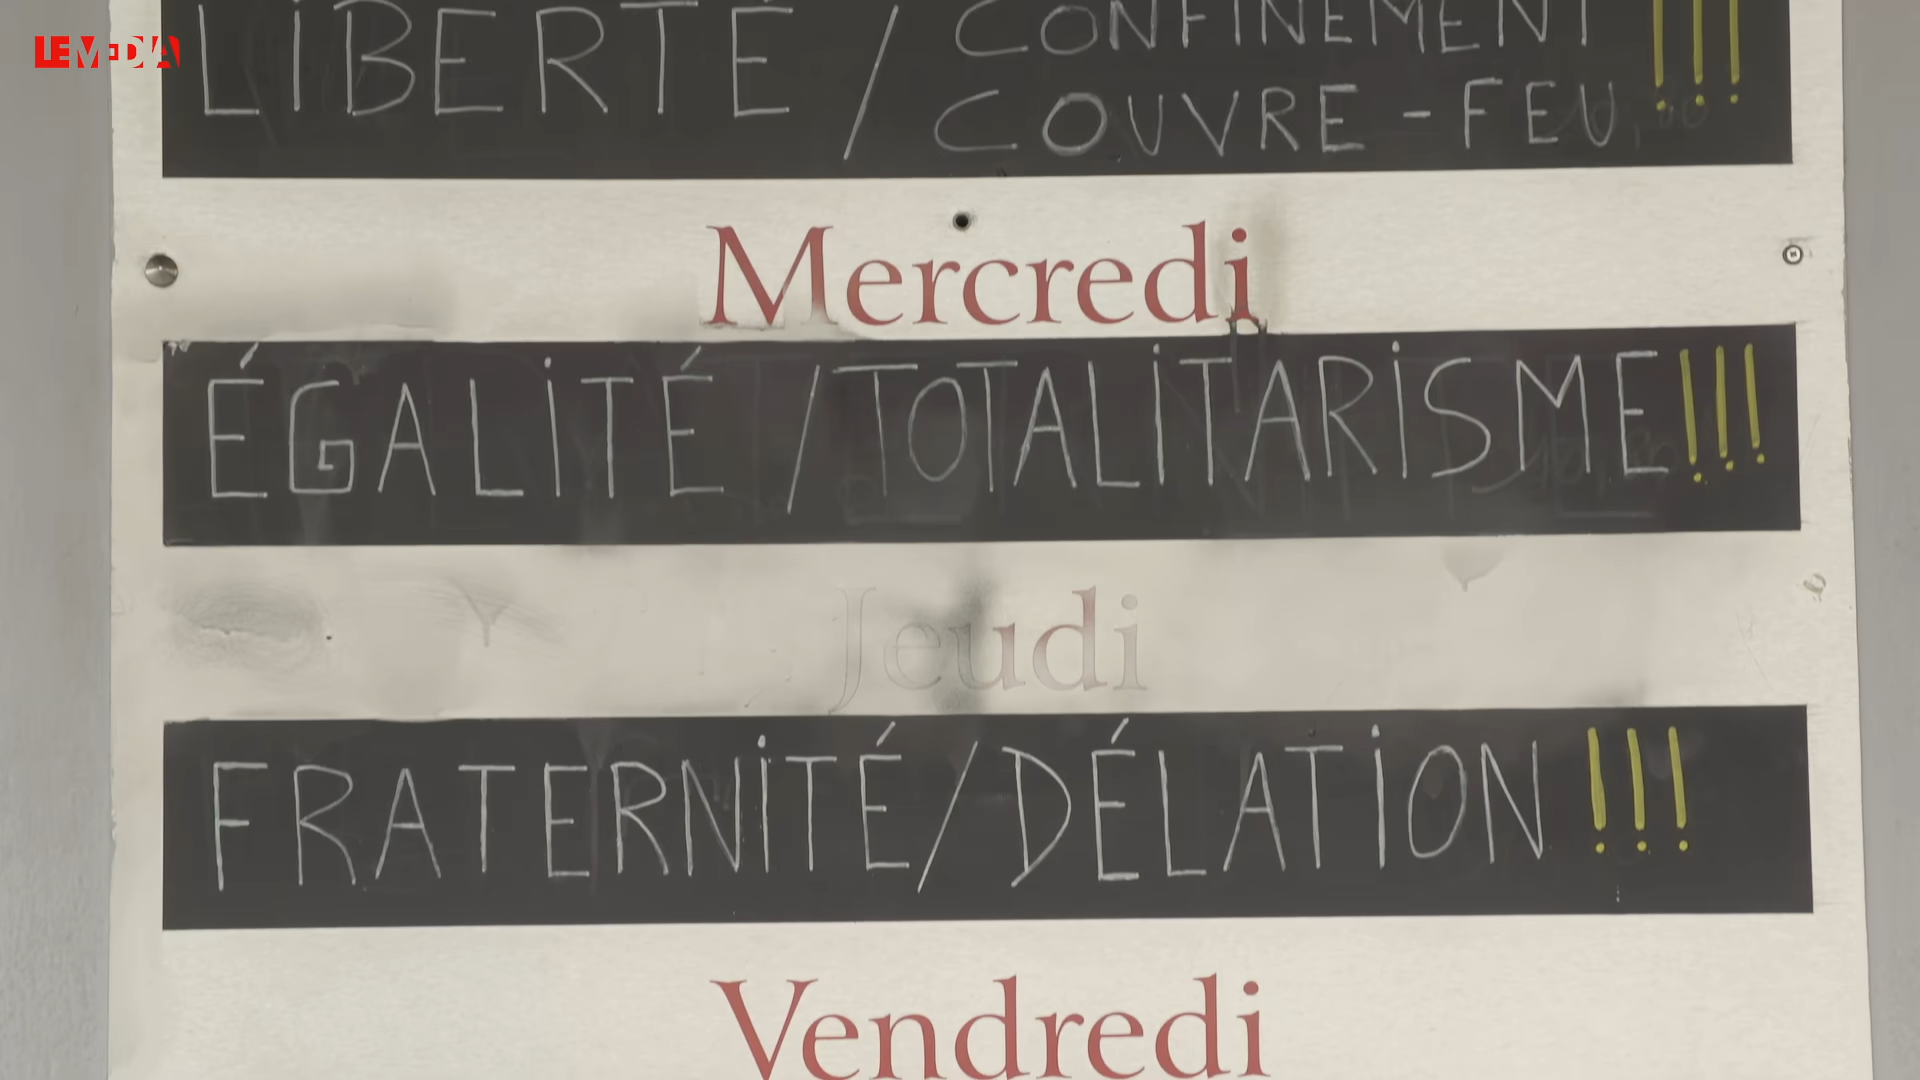 LEMEDIA
LIBERTÉ / CONFINEMENT !!!
COUVRE-FEU
Mercredi
ÉGALITÉ / TOTALITARISME !!!
Jeudi
FRATERNITÉ/DÉLATION !!!
Vendredi